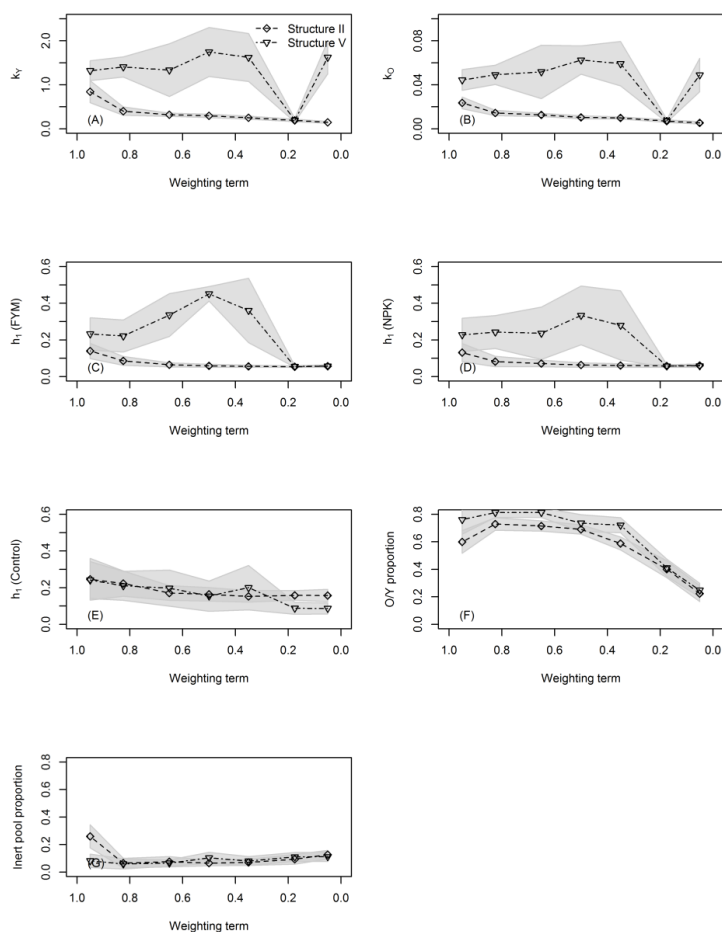 Structure II
Structure V
k_Y
0.0 1.0 2.0
(A)
1.0 0.8 0.6 0.4 0.2 0.0
Weighting term
k_O
0.00 0.04 0.08
(B)
1.0 0.8 0.6 0.4 0.2 0.0
Weighting term
h_1 (FYM)
0.0 0.2 0.4 0.6
(C)
1.0 0.8 0.6 0.4 0.2 0.0
Weighting term
h_1 (NPK)
0.0 0.2 0.4 0.6
(D)
1.0 0.8 0.6 0.4 0.2 0.0
Weighting term
h_1 (Control)
0.0 0.2 0.4 0.6
(E)
1.0 0.8 0.6 0.4 0.2 0.0
Weighting term
O/Y proportion
0.0 0.2 0.4 0.6 0.8
(F)
1.0 0.8 0.6 0.4 0.2 0.0
Weighting term
Inert pool proportion
0.0 0.2 0.4 0.6 0.8
(G)
1.0 0.8 0.6 0.4 0.2 0.0
Weighting term